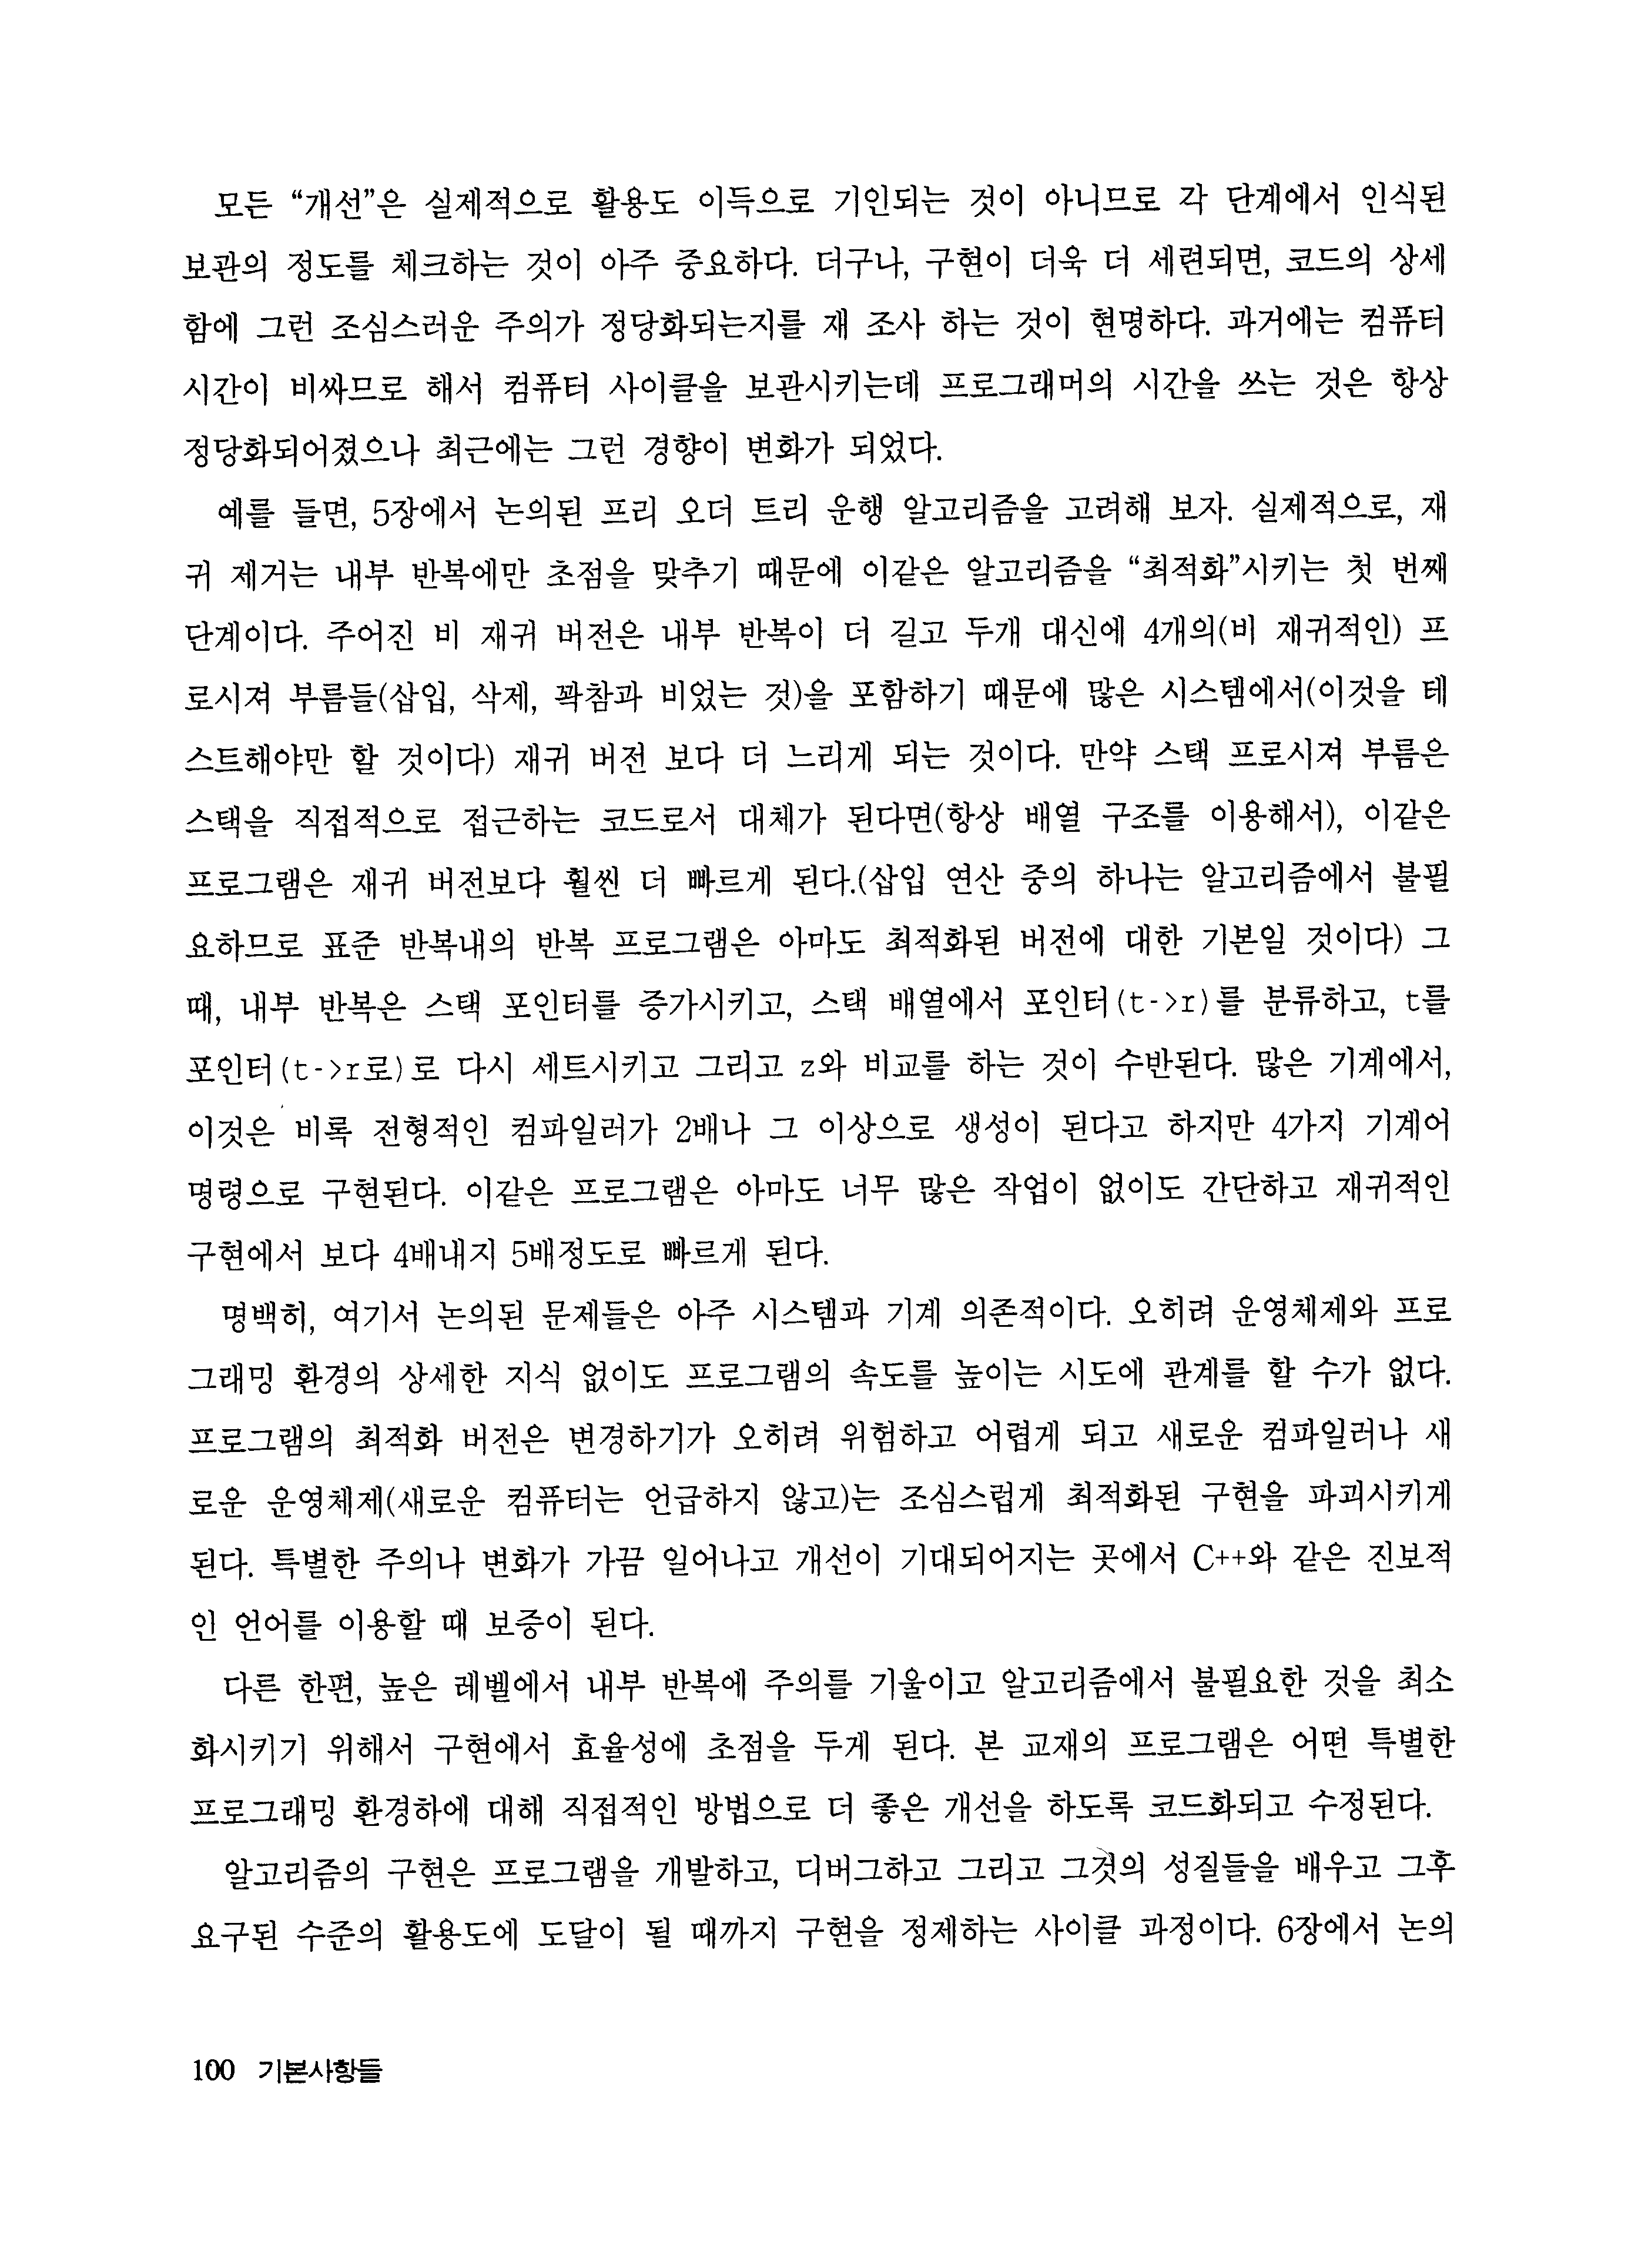 모든 “개선”은 실제적으로 활용도 이득으로 기인되는 것이 아니므로 각 단계에서 인식된
보관의 정도를 체크하는 것이 아주 중요하다. 더구나, 구현이 더욱 더 세련되면, 코드의 상세
함에 그런 조심스러운 주의가 정당화되는지를 재 조사 하는 것이 현명하다. 과거에는 컴퓨터
시간이 비싸므로 해서 컴퓨터 사이클을 보관시키는데 프로그래머의 시간을 쓰는 것은 항상
정당화되어졌으나 최근에는 그런 경향이 변화가 되었다.
예를 들면, 5장에서 논의된 프리 오더 트리 운행 알고리즘을 고려해 보자. 실제적으로, 재
귀 제거는 내부 반복에만 초점을 맞추기 때문에 이같은 알고리즘을 “최적화”시키는 첫 번째
단계이다. 주어진 비 재귀 버전은 내부 반복이 더 길고 두개 대신에 4개의(비 재귀적인) 프
로시져 부름들(삽입, 삭제, 꽉참과 비었는 것)을 포함하기 때문에 많은 시스템에서(이것을 테
스트해야만 할 것이다) 재귀 버전 보다 더 느리게 되는 것이다. 만약 스택 프로시져 부름은
스택을 직접적으로 접근하는 코드로서 대체가 된다면(항상 배열 구조를 이용해서), 이같은
프로그램은 재귀 버전보다 훨씬 더 빠르게 된다.(삽입 연산 중의 하나는 알고리즘에서 불필
요하므로 표준 반복내의 반복 프로그램은 아마도 최적화된 버전에 대한 기본일 것이다) 그
때, 내부 반복은 스택 포인터를 증가시키고, 스택 배열에서 포인터(t->r)를 분류하고, t를
포인터(t->r로)로 다시 세트시키고 그리고 z와 비교를 하는 것이 수반된다. 많은 기계에서,
이것은 비록 전형적인 컴파일러가 2배나 그 이상으로 생성이 된다고 하지만 4가지 기계어
명령으로 구현된다. 이같은 프로그램은 아마도 너무 많은 작업이 없이도 간단하고 재귀적인
구현에서 보다 4배내지 5배정도로 빠르게 된다.
명백히, 여기서 논의된 문제들은 아주 시스템과 기계 의존적이다. 오히려 운영체제와 프로
그래밍 환경의 상세한 지식 없이도 프로그램의 속도를 높이는 시도에 관계를 할 수가 없다.
프로그램의 최적화 버전은 변경하기가 오히려 위험하고 어렵게 되고 새로운 컴파일러나 새
로운 운영체제(새로운 컴퓨터는 언급하지 않고)는 조심스럽게 최적화된 구현을 파괴시키게
된다. 특별한 주의나 변화가 가끔 일어나고 개선이 기대되어지는 곳에서 C++와 같은 진보적
인 언어를 이용할 때 보증이 된다.
다른 한편, 높은 레벨에서 내부 반복에 주의를 기울이고 알고리즘에서 불필요한 것을 최소
화시키기 위해서 구현에서 효율성에 초점을 두게 된다. 본 교재의 프로그램은 어떤 특별한
프로그래밍 환경하에 대해 직접적인 방법으로 더 좋은 개선을 하도록 코드화되고 수정된다.
알고리즘의 구현은 프로그램을 개발하고, 디버그하고 그리고 그것의 성질들을 배우고 그후
요구된 수준의 활용도에 도달이 될 때까지 구현을 정제하는 사이클 과정이다. 6장에서 논의
100 기본사항들